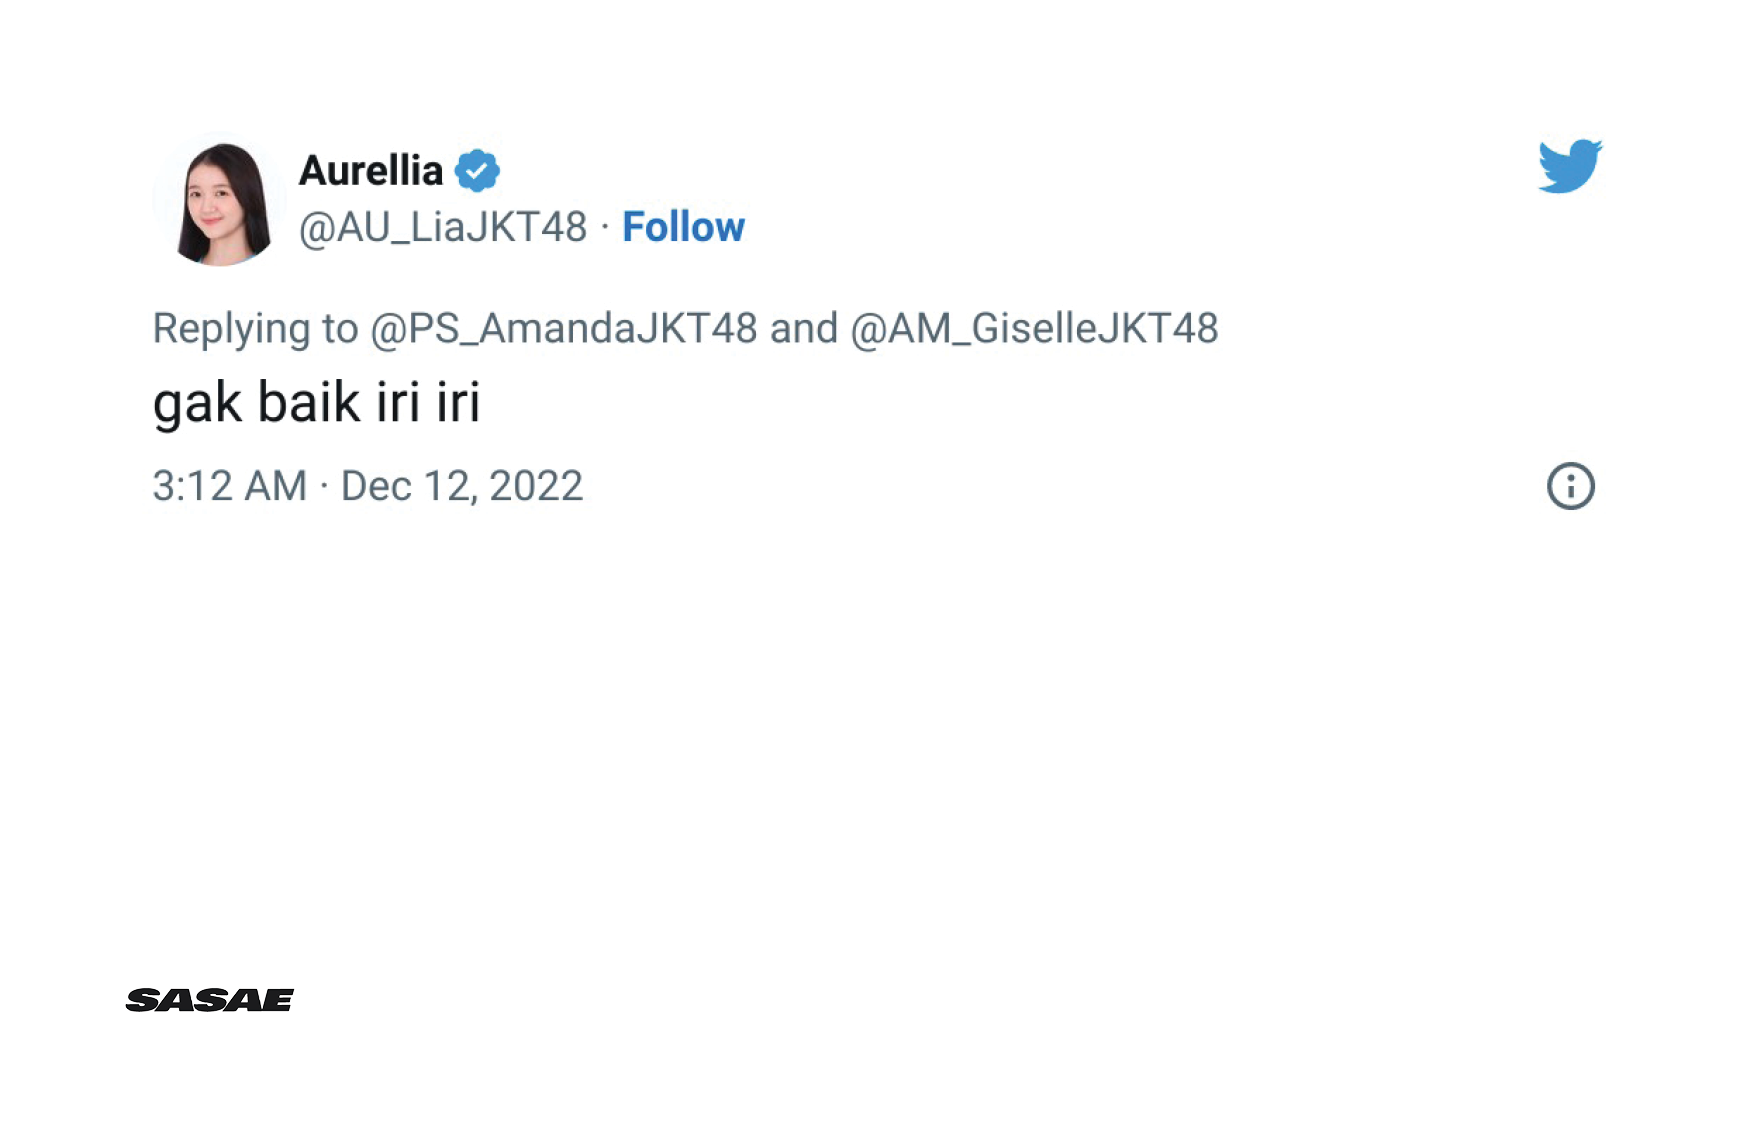 Aurellia
@AU_LiaJKT48 · Follow
Replying to @PS_AmandaJKT48 and @AM_GiselleJKT48
gak baik iri iri
3:12 AM · Dec 12, 2022
SASAE